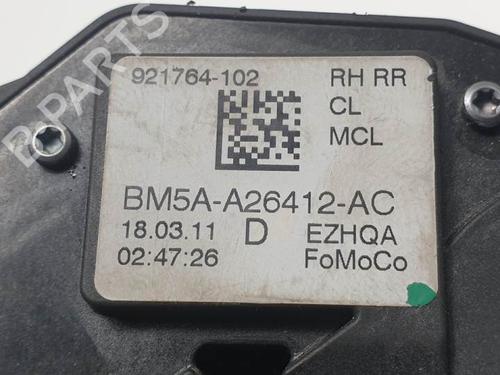 B-PARTS
921764-102 RH RR
CL
MCL
BM5A-A26412-AC
18.03.11 D EZHQA
02:47:26 FoMoCo